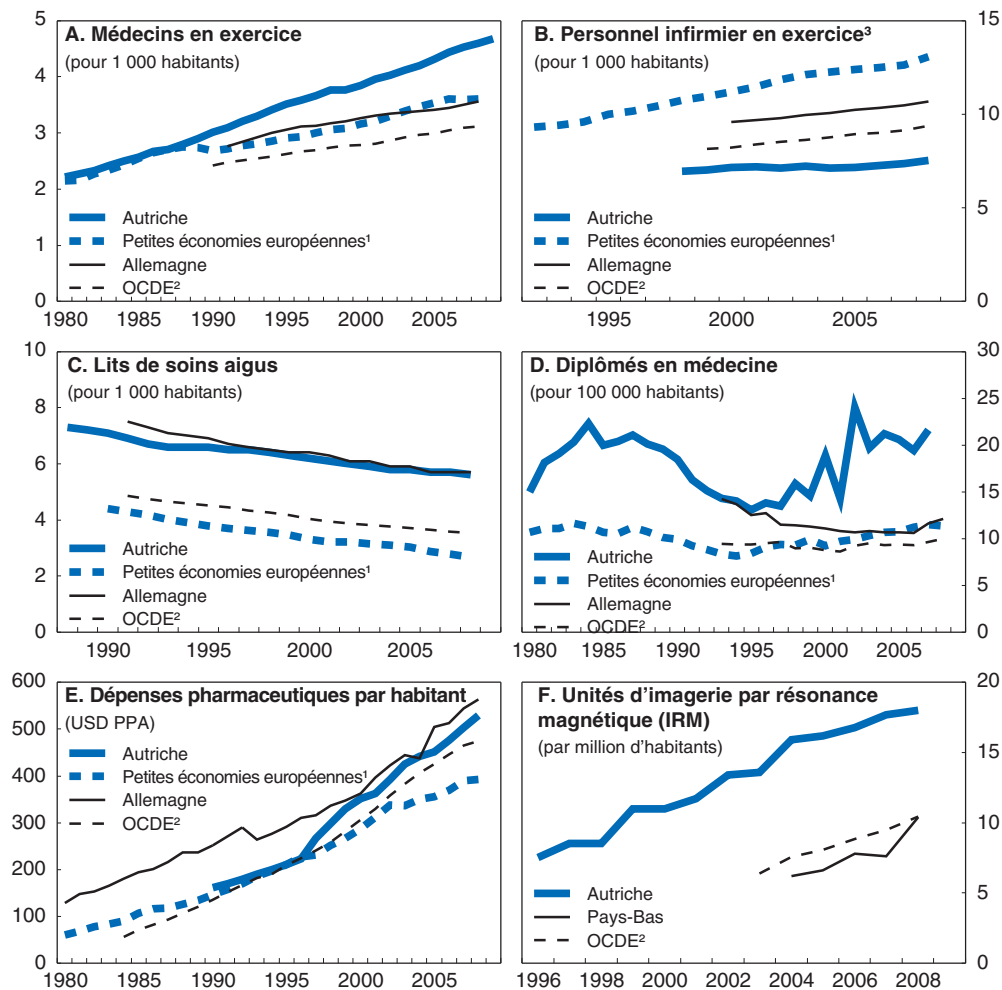 A. Médecins en exercice
(pour 1 000 habitants)
5
4
3
2
1
0
Autriche
Petites économies européennes¹
Allemagne
OCDE²
1980 1985 1990 1995 2000 2005
B. Personnel infirmier en exercice³
(pour 1 000 habitants)
15
10
5
0
Autriche
Petites économies européennes¹
Allemagne
OCDE²
1995 2000 2005
C. Lits de soins aigus
(pour 1 000 habitants)
10
8
6
4
2
0
Autriche
Petites économies européennes¹
Allemagne
OCDE²
1990 1995 2000 2005
D. Diplômés en médecine
(pour 100 000 habitants)
30
25
20
15
10
5
0
Autriche
Petites économies européennes¹
Allemagne
OCDE²
1980 1985 1990 1995 2000 2005
E. Dépenses pharmaceutiques par habitant
(USD PPA)
600
500
400
300
200
100
0
Autriche
Petites économies européennes¹
Allemagne
OCDE²
1980 1985 1990 1995 2000 2005
F. Unités d'imagerie par résonance
magnétique (IRM)
(par million d'habitants)
20
15
10
5
0
Autriche
Pays-Bas
OCDE²
1996 1998 2000 2002 2004 2006 2008